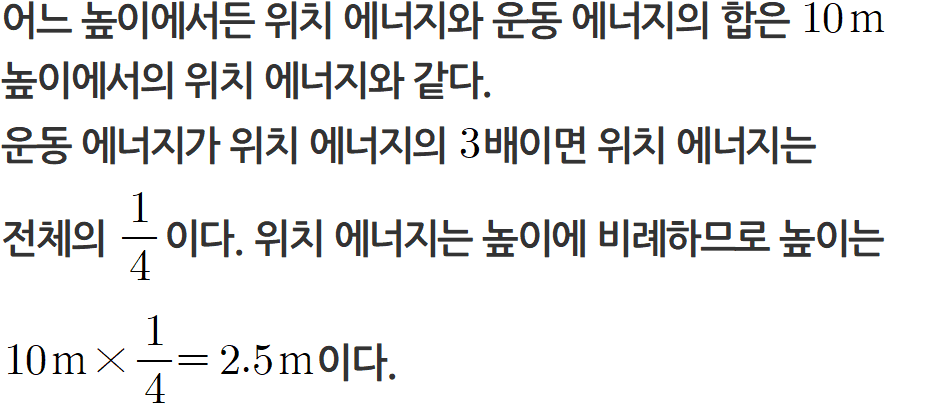 어느 높이에서든 위치 에너지와 운동 에너지의 합은 10 m
높이에서의 위치 에너지와 같다.
운동 에너지가 위치 에너지의 3배이면 위치 에너지는
전체의 1/4 이다. 위치 에너지는 높이에 비례하므로 높이는
10 m × 1/4 = 2.5 m이다.